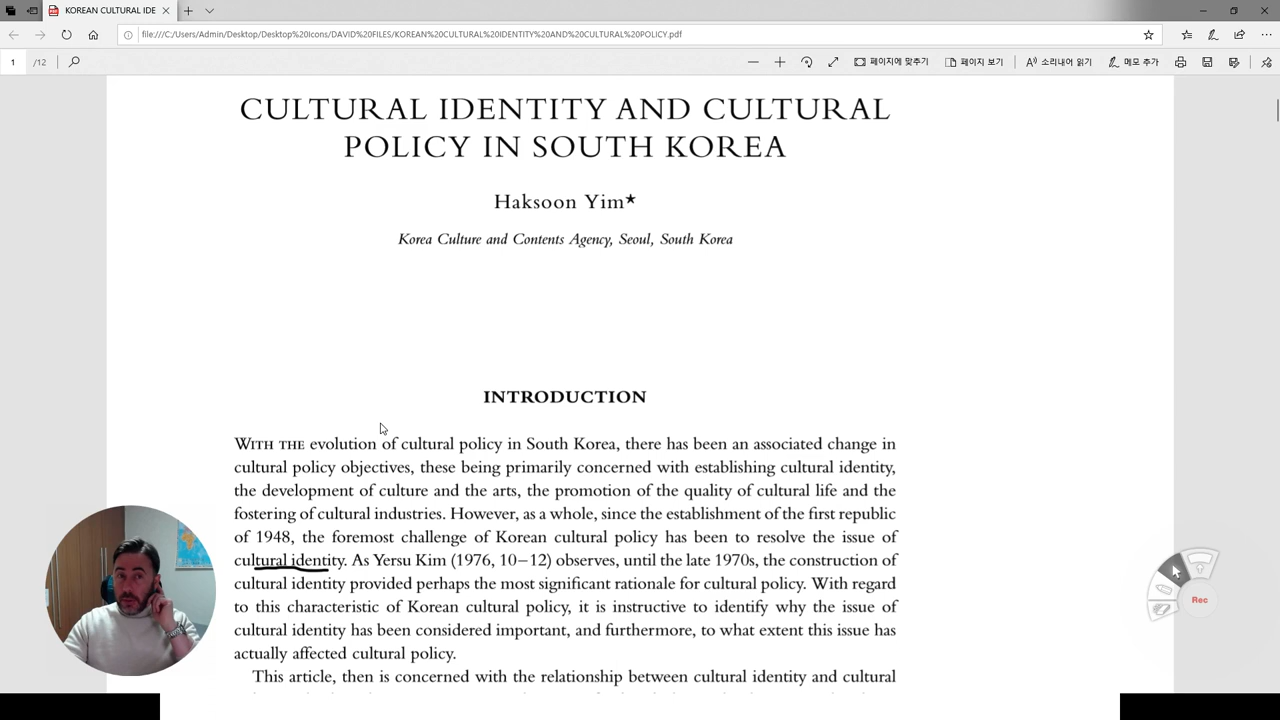 KOREAN CULTURAL IDE
file:///C:/Users/Admin/Desktop/Desktop%20Icons/DAVID%20FILES/KOREAN%20CULTURAL%20IDENTITY%20AND%20CULTURAL%20POLICY.pdf
1 /12 페이지에 맞추기 페이지 보기 소리내어 읽기 메모 추가
CULTURAL IDENTITY AND CULTURAL
POLICY IN SOUTH KOREA
Haksoon Yim★
Korea Culture and Contents Agency, Seoul, South Korea
INTRODUCTION
WITH THE evolution of cultural policy in South Korea, there has been an associated change in
cultural policy objectives, these being primarily concerned with establishing cultural identity,
the development of culture and the arts, the promotion of the quality of cultural life and the
fostering of cultural industries. However, as a whole, since the establishment of the first republic
of 1948, the foremost challenge of Korean cultural policy has been to resolve the issue of
cultural identity. As Yersu Kim (1976, 10–12) observes, until the late 1970s, the construction of
cultural identity provided perhaps the most significant rationale for cultural policy. With regard
to this characteristic of Korean cultural policy, it is instructive to identify why the issue of
cultural identity has been considered important, and furthermore, to what extent this issue has
actually affected cultural policy.
This article, then is concerned with the relationship between cultural identity and cultural
Rec